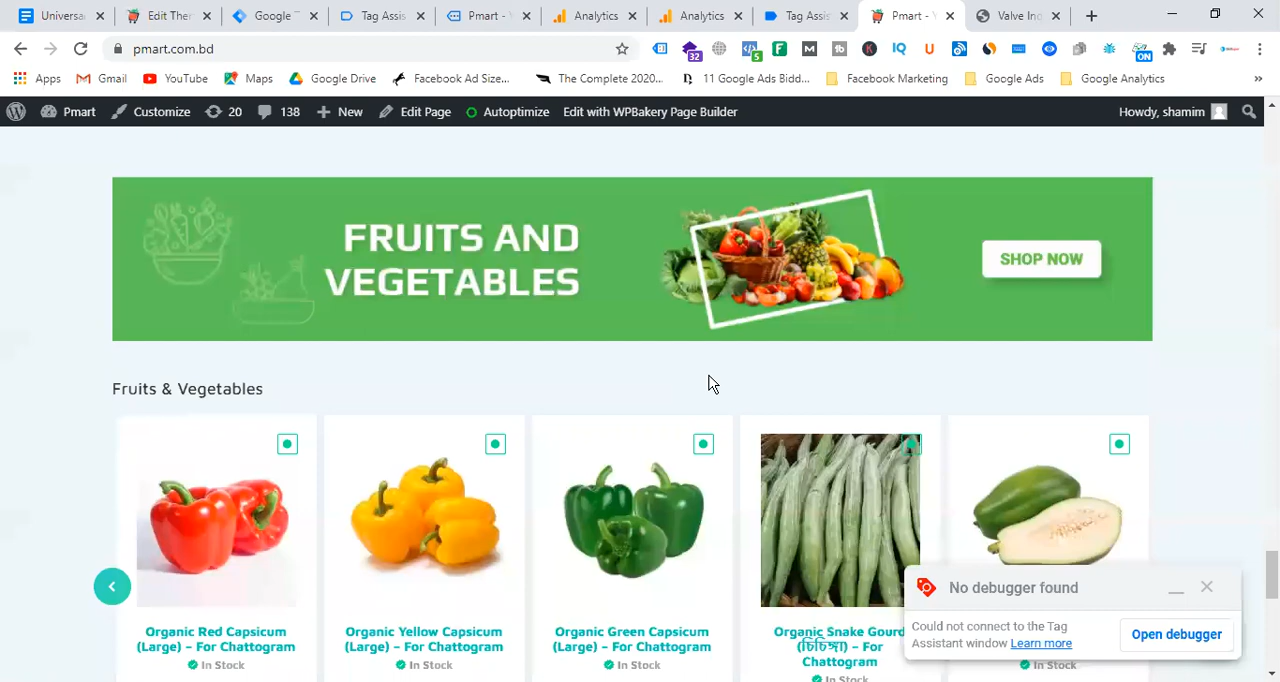 Universa
Edit Ther
Google T
Tag Assis
Pmart - V
Analytics
Analytics
Tag Assis
Pmart - Y
Valve Ind
pmart.com.bd
32
5
ON
Apps
Gmail
YouTube
Maps
Google Drive
Facebook Ad Size...
The Complete 2020...
11 Google Ads Bidd...
Facebook Marketing
Google Ads
Google Analytics
»
Pmart
Customize
20
138
New
Edit Page
Autoptimize
Edit with WPBakery Page Builder
Howdy, shamim
FRUITS AND
VEGETABLES
SHOP NOW
Fruits & Vegetables
Organic Red Capsicum
(Large) – For Chattogram
In Stock
Organic Yellow Capsicum
(Large) – For Chattogram
In Stock
Organic Green Capsicum
(Large) – For Chattogram
In Stock
Organic Snake Gourd
(চিচিঙ্গা) – For
Chattogram
In Stock
In Stock
No debugger found
Could not connect to the Tag
Assistant window Learn more
Open debugger